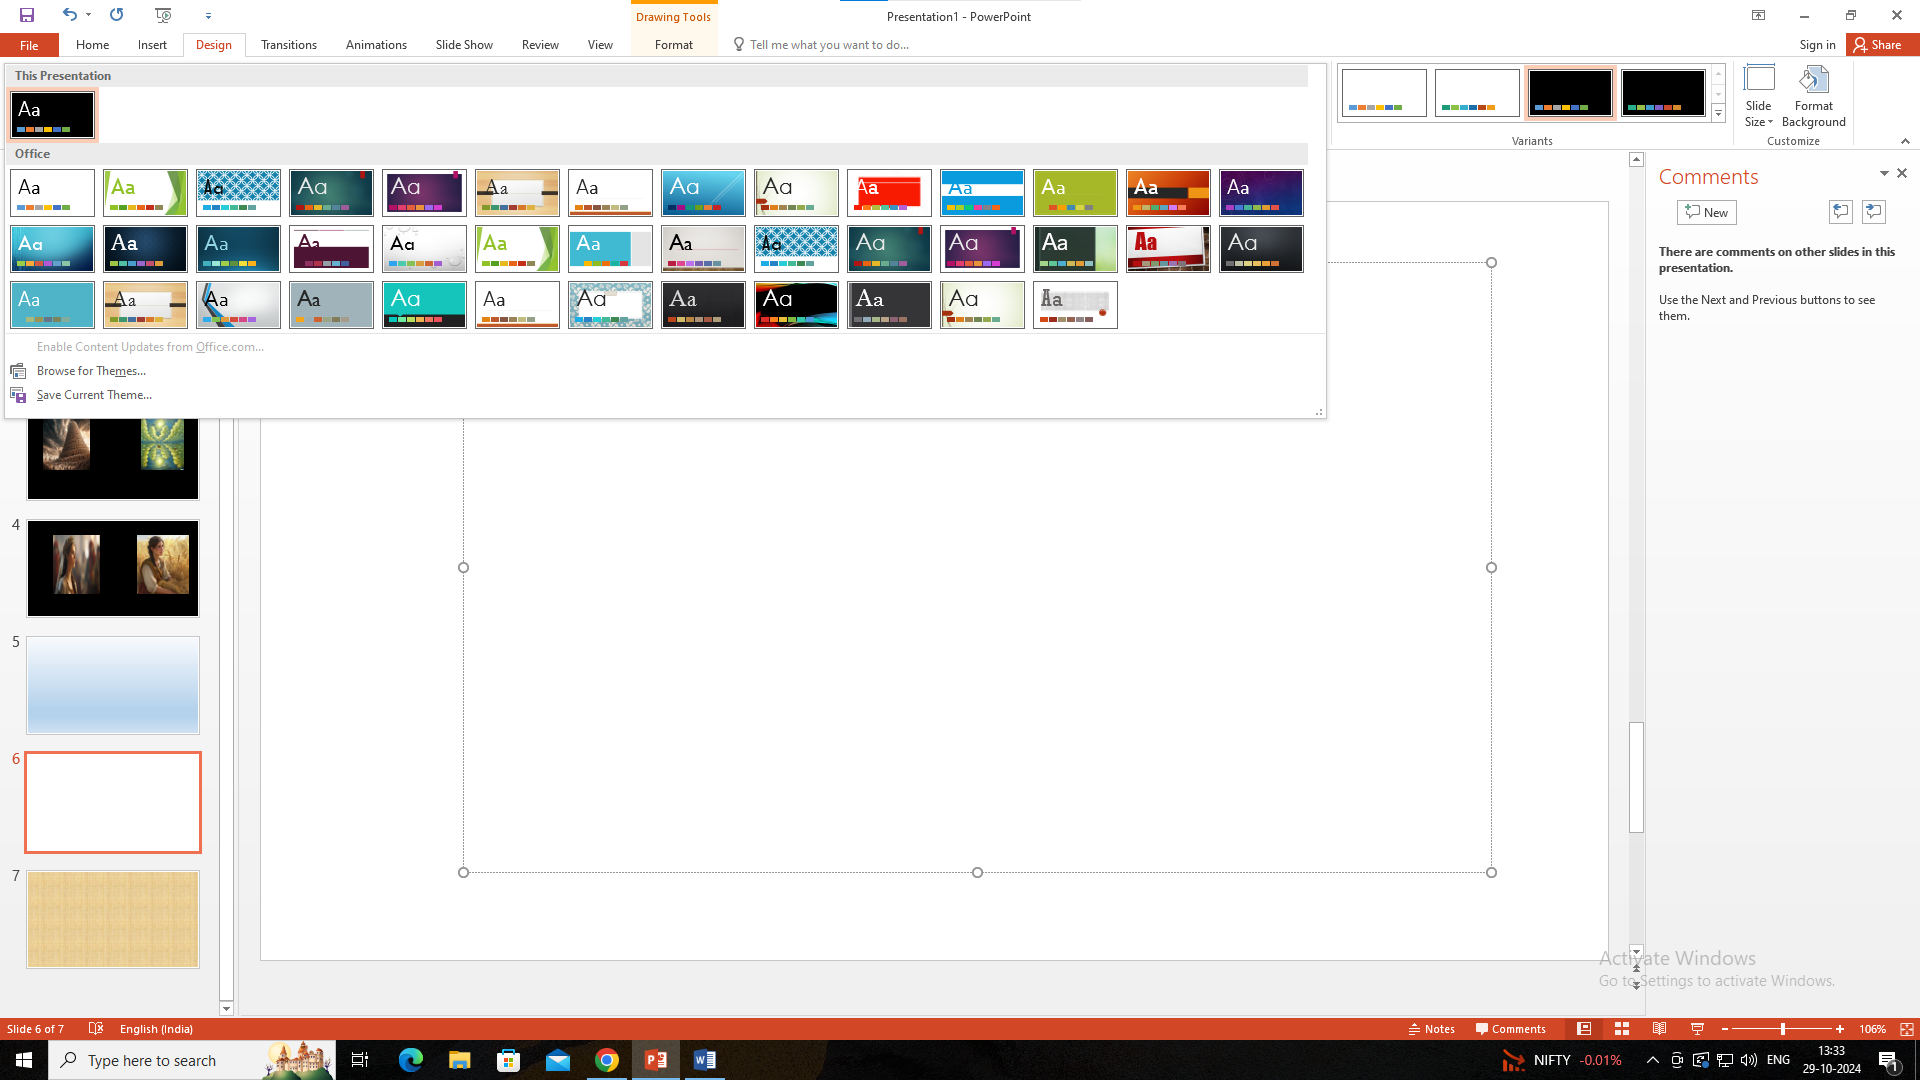 Drawing Tools
Presentation1 - PowerPoint
File
Home
Insert
Design
Transitions
Animations
Slide Show
Review
View
Format
Tell me what you want to do...
Sign in
Share
This Presentation
Aa
Office
Aa Aa Aa Aa Aa Aa Aa Aa Aa Aa Aa Aa Aa Aa
Aa Aa Aa Aa Aa Aa Aa Aa Aa Aa Aa Aa Aa Aa
Aa Aa Aa Aa Aa Aa Aa Aa Aa Aa Aa Aa
Enable Content Updates from Office.com...
Browse for Themes...
Save Current Theme...
Slide
Size
Format
Background
Variants
Customize
Comments
New
There are comments on other slides in this
presentation.
Use the Next and Previous buttons to see
them.
4
5
6
7
Activate Windows
Go to Settings to activate Windows.
Slide 6 of 7
English (India)
Notes
Comments
106%
Type here to search
NIFTY -0.01%
ENG
13:33
29-10-2024
1